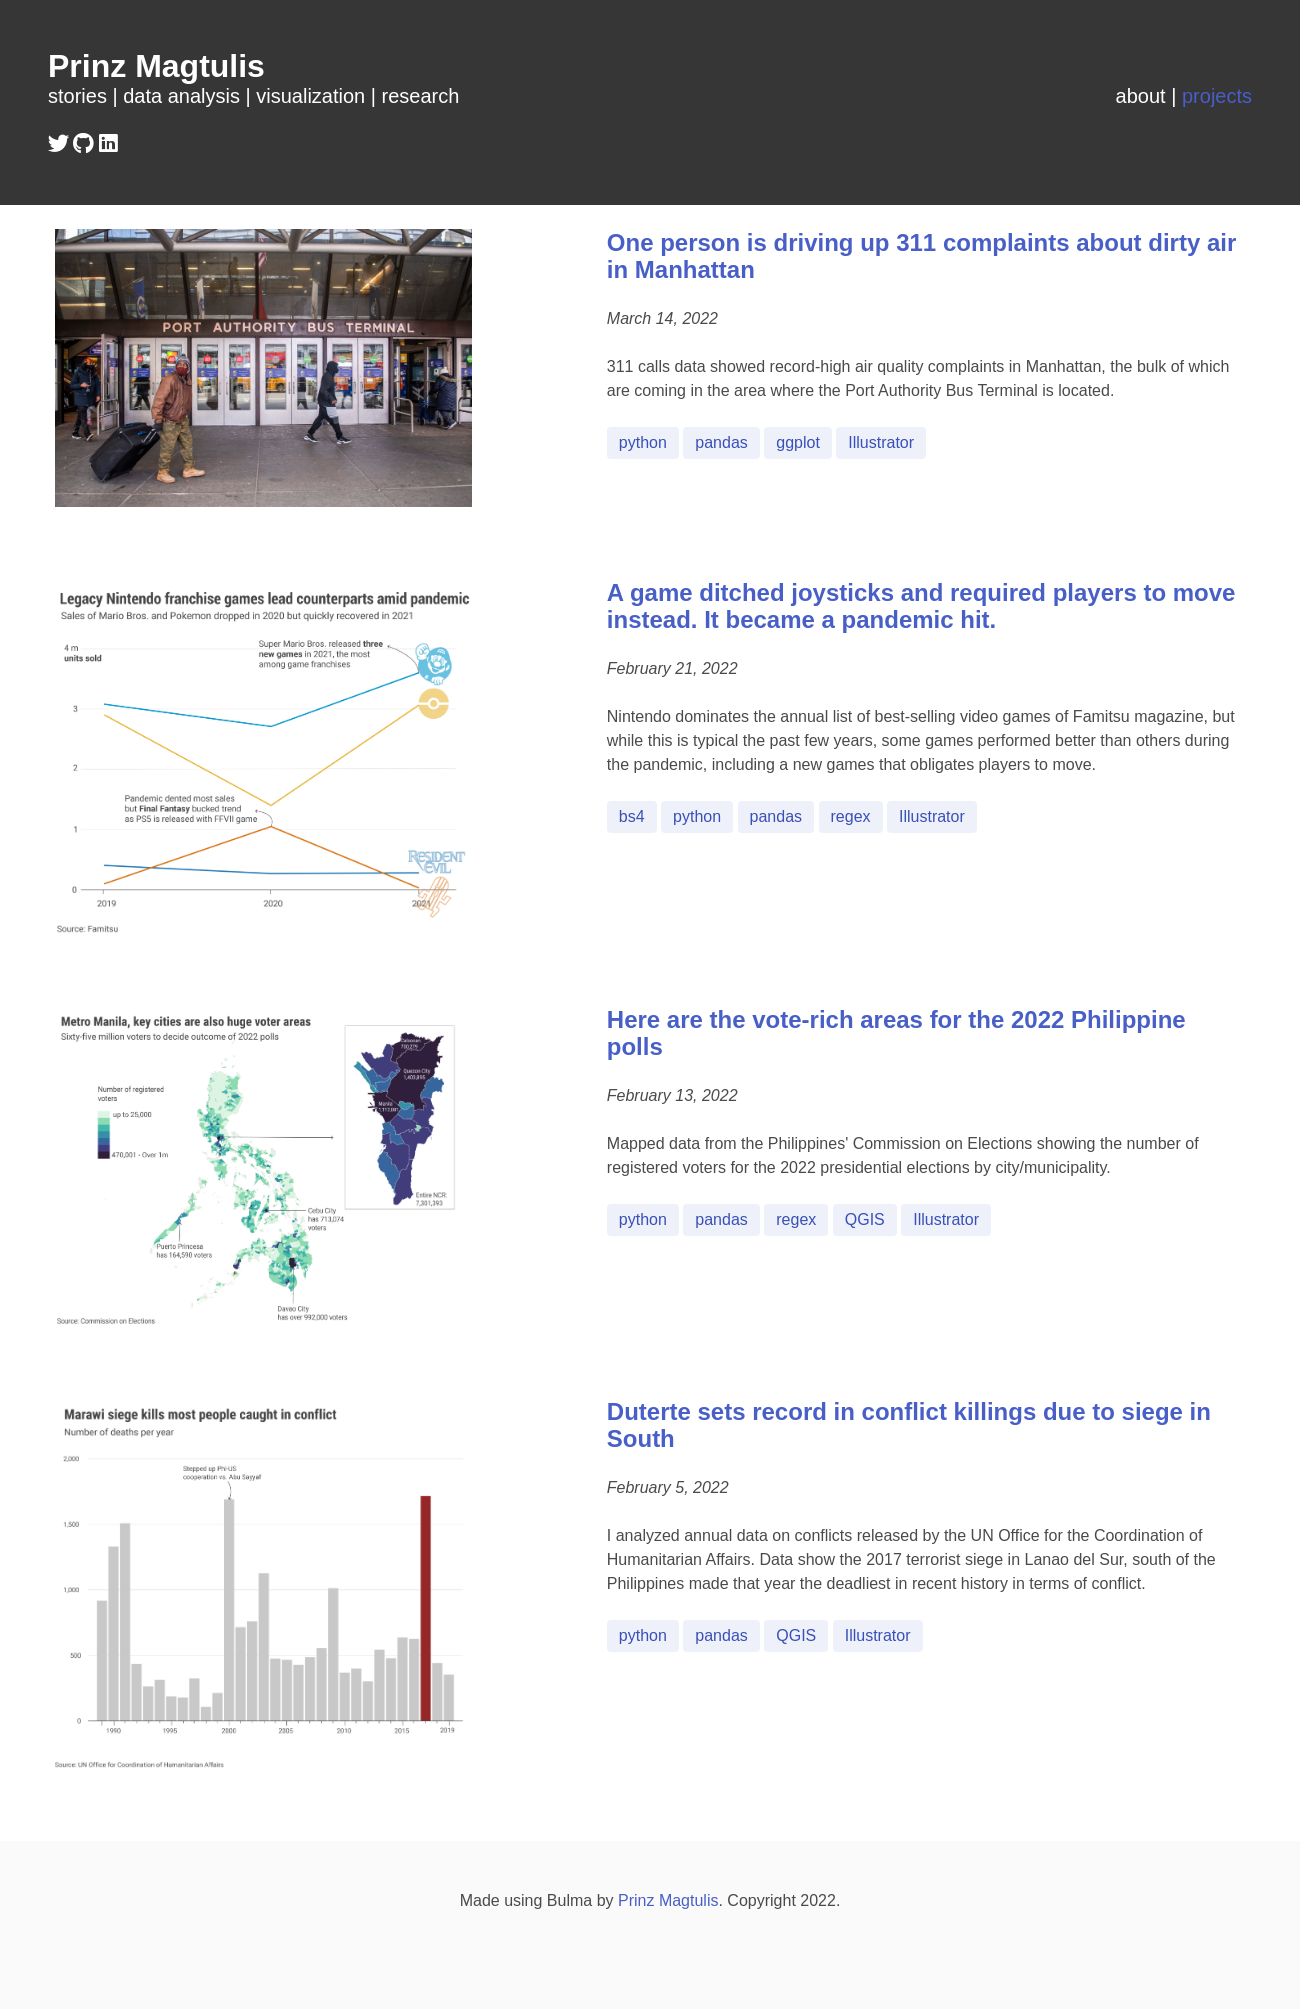 Prinz Magtulis
stories | data analysis | visualization | research
about | projects
PORT AUTHORITY BUS TERMINAL
One person is driving up 311 complaints about dirty air
in Manhattan
March 14, 2022
311 calls data showed record-high air quality complaints in Manhattan, the bulk of which
are coming in the area where the Port Authority Bus Terminal is located.
python pandas ggplot Illustrator
Legacy Nintendo franchise games lead counterparts amid pandemic
Sales of Mario Bros. and Pokemon dropped in 2020 but quickly recovered in 2021
4 m
units sold
Super Mario Bros. released three
new games in 2021, the most
among game franchises
3
2
Pandemic dented most sales
but Final Fantasy bucked trend
as PS5 is released with FFVII game
1
RESIDENT
EVIL
0
2019 2020 2021
Source: Famitsu
A game ditched joysticks and required players to move
instead. It became a pandemic hit.
February 21, 2022
Nintendo dominates the annual list of best-selling video games of Famitsu magazine, but
while this is typical the past few years, some games performed better than others during
the pandemic, including a new games that obligates players to move.
bs4 python pandas regex Illustrator
Metro Manila, key cities are also huge voter areas
Sixty-five million voters to decide outcome of 2022 polls
Number of registered
voters
up to 25,000
470,001 - Over 1m
Quezon City
Manila
Entire NCR:
7,301,393
Cebu City
has 713,074
voters
Puerto Princesa
has 164,590 voters
Davao City
has over 992,000 voters
Source: Commission on Elections
Here are the vote-rich areas for the 2022 Philippine
polls
February 13, 2022
Mapped data from the Philippines' Commission on Elections showing the number of
registered voters for the 2022 presidential elections by city/municipality.
python pandas regex QGIS Illustrator
Marawi siege kills most people caught in conflict
Number of deaths per year
2,000
Stepped up Phl-US
cooperation vs. Abu Sayyaf
1,500
1,000
500
0
1990 1995 2000 2005 2010 2015 2019
Source: UN Office for Coordination of Humanitarian Affairs
Duterte sets record in conflict killings due to siege in
South
February 5, 2022
I analyzed annual data on conflicts released by the UN Office for the Coordination of
Humanitarian Affairs. Data show the 2017 terrorist siege in Lanao del Sur, south of the
Philippines made that year the deadliest in recent history in terms of conflict.
python pandas QGIS Illustrator
Made using Bulma by Prinz Magtulis. Copyright 2022.